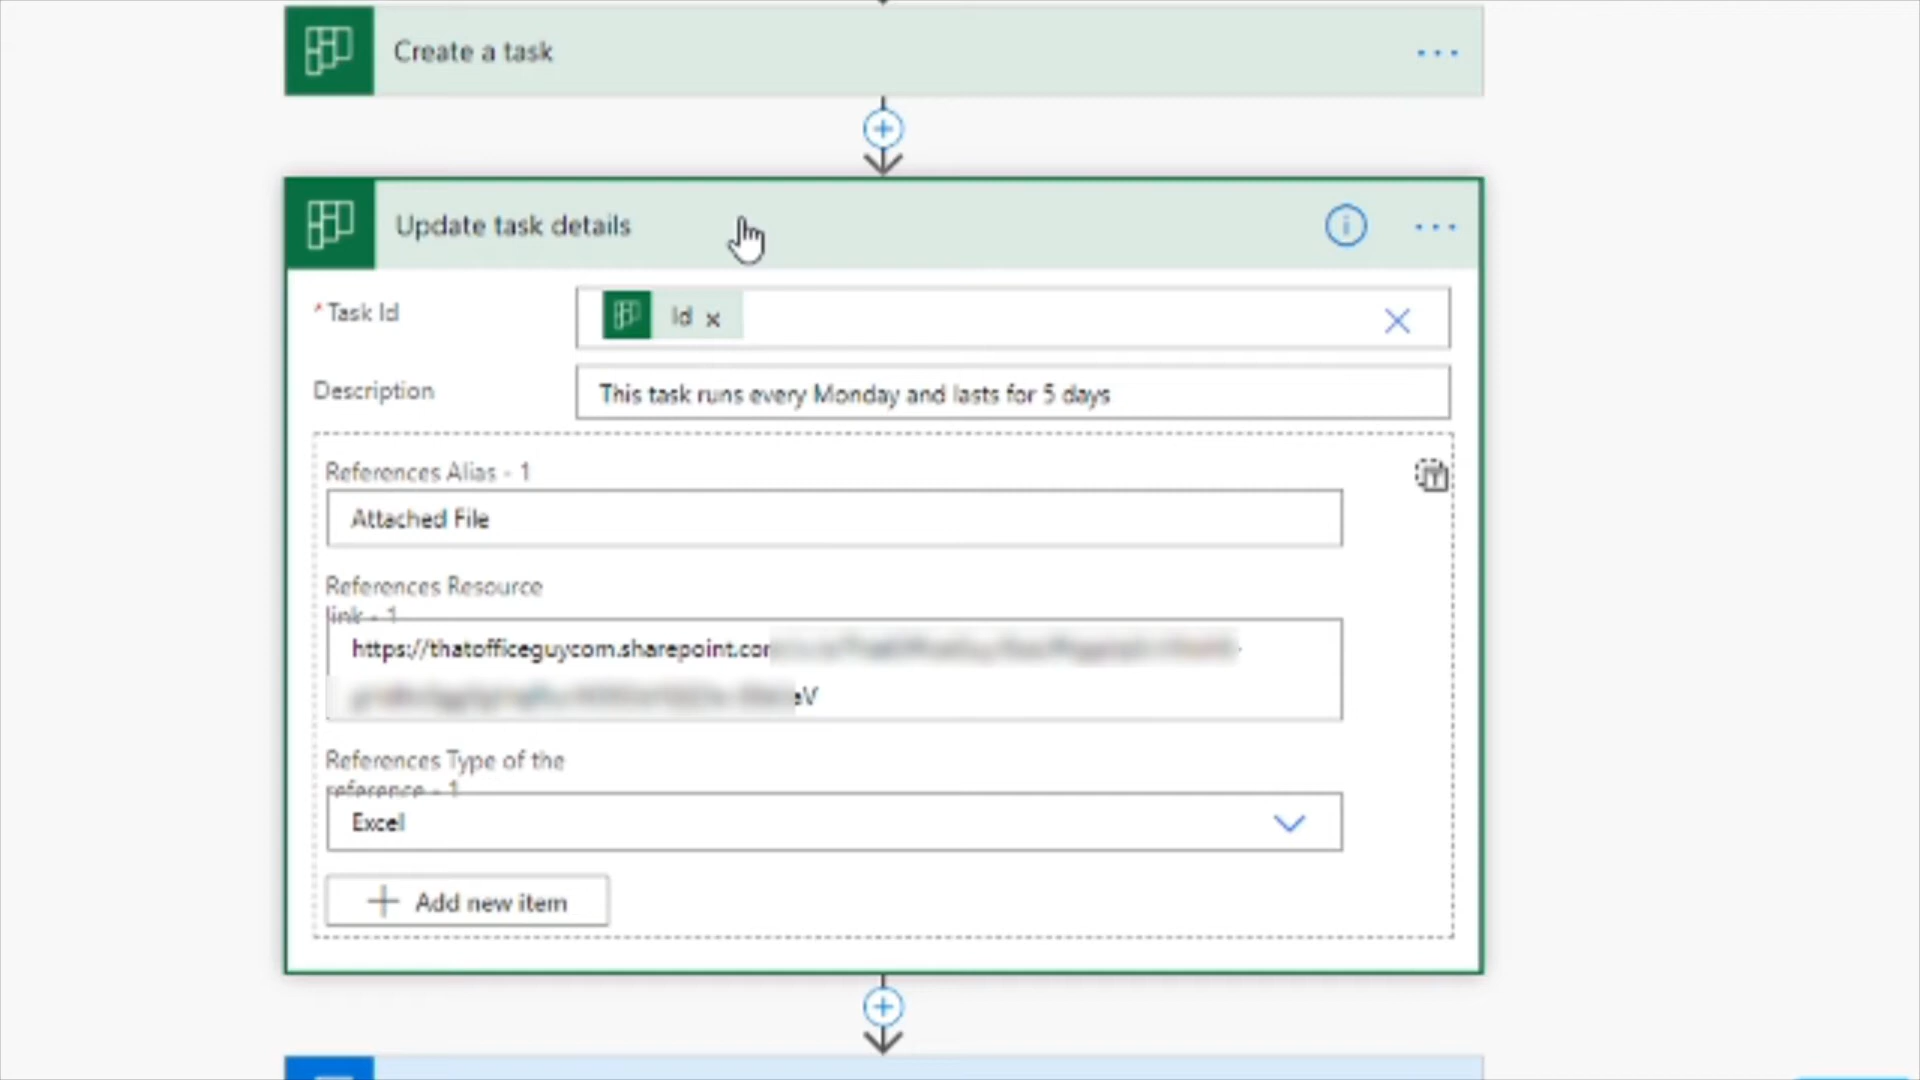 Create a task
Update task details
*Task Id
Id
Description
This task runs every Monday and lasts for 5 days
References Alias - 1
Attached File
References Resource
link - 1
https://thatofficeguycom.sharepoint.com
eV
References Type of the
reference - 1
Excel
Add new item